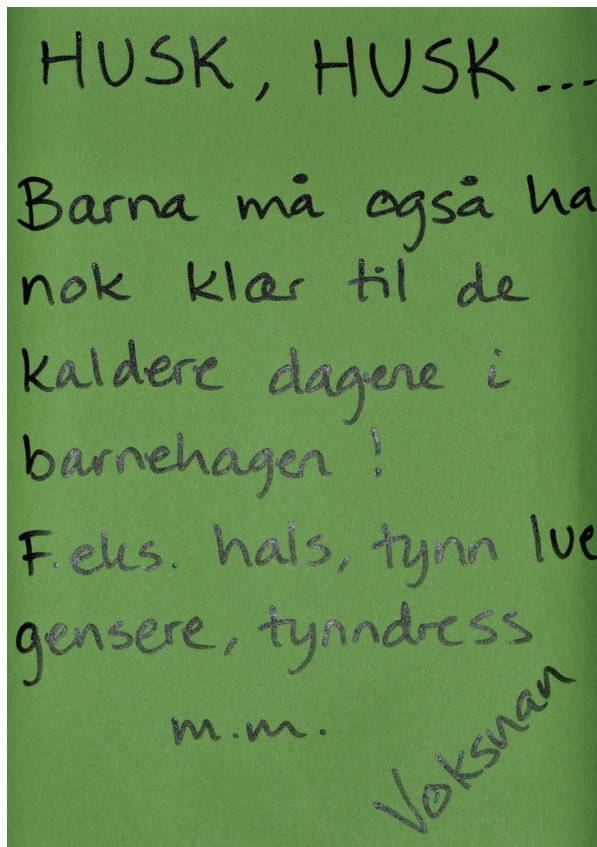 HUSK, HUSK...
Barna må også ha
nok klær til de
kaldere dagene i
barnehagen!
F.eks. hals, tynn lue
gensere, tynndress
m.m.
Voksnan